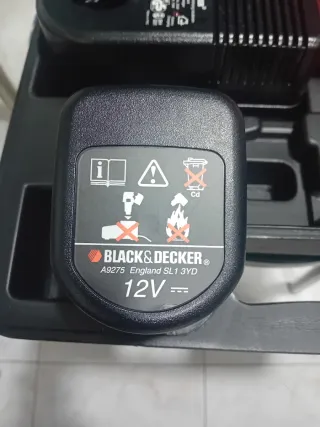 i
!
Cd
BLACK&DECKER®
A9275 England SL1 3YD
12V